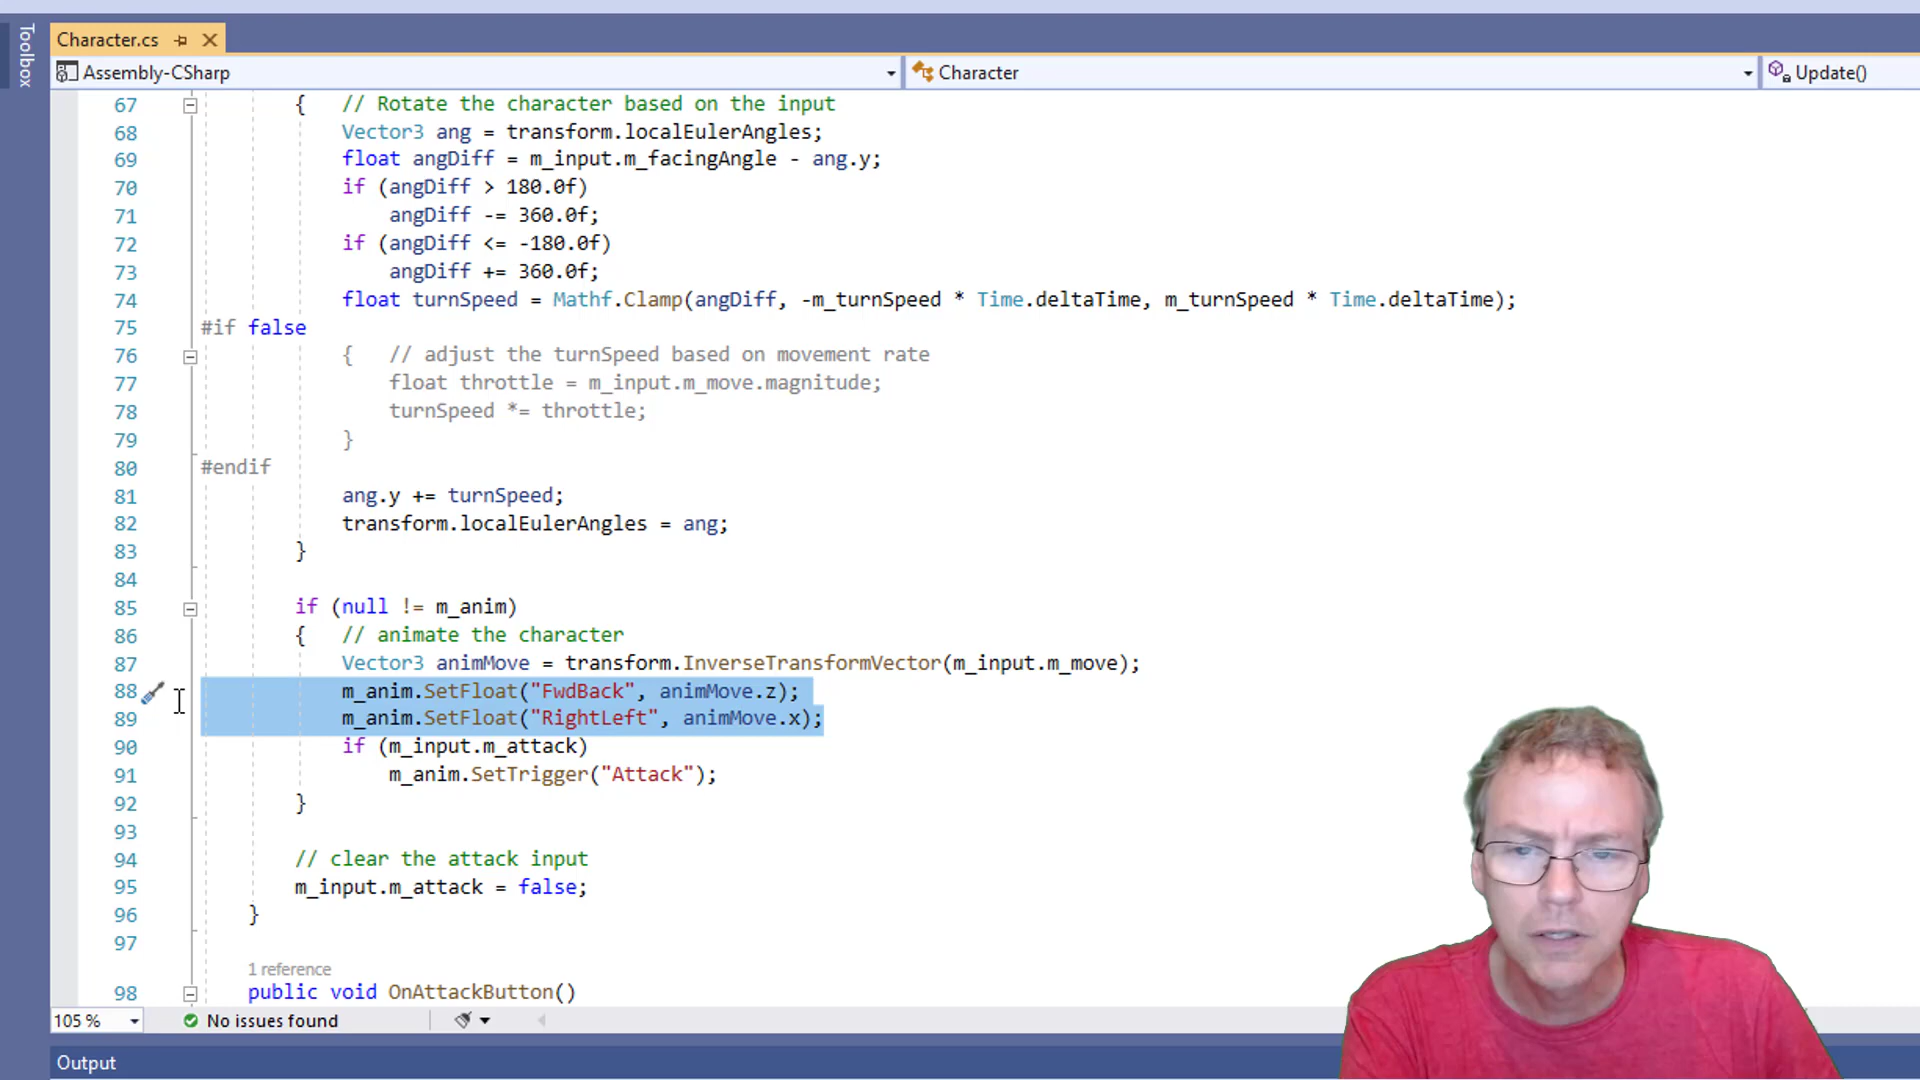 Toolbox
Character.cs
Assembly-CSharp
Character
Update()
67 { // Rotate the character based on the input
68 Vector3 ang = transform.localEulerAngles;
69 float angDiff = m_input.m_facingAngle - ang.y;
70 if (angDiff > 180.0f)
71 angDiff -= 360.0f;
72 if (angDiff <= -180.0f)
73 angDiff += 360.0f;
74 float turnSpeed = Mathf.Clamp(angDiff, -m_turnSpeed * Time.deltaTime, m_turnSpeed * Time.deltaTime);
75 #if false
76 { // adjust the turnSpeed based on movement rate
77 float throttle = m_input.m_move.magnitude;
78 turnSpeed *= throttle;
79 }
80 #endif
81 ang.y += turnSpeed;
82 transform.localEulerAngles = ang;
83 }
84
85 if (null != m_anim)
86 { // animate the character
87 Vector3 animMove = transform.InverseTransformVector(m_input.m_move);
88 m_anim.SetFloat("FwdBack", animMove.z);
89 m_anim.SetFloat("RightLeft", animMove.x);
90 if (m_input.m_attack)
91 m_anim.SetTrigger("Attack");
92 }
93
94 // clear the attack input
95 m_input.m_attack = false;
96 }
97
1 reference
98 public void OnAttackButton()
105 %
No issues found
Output